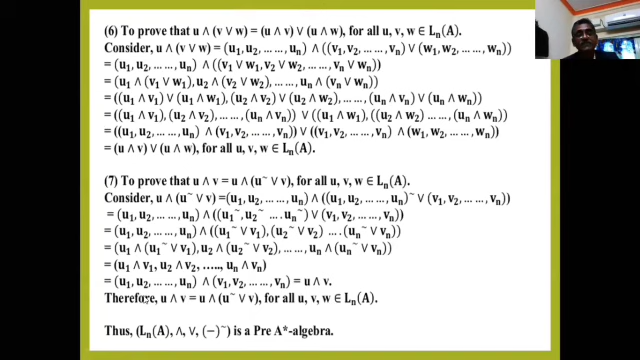 (6) To prove that u ∧ (v ∨ w) = (u ∧ v) ∨ (u ∧ w), for all u, v, w ∈ Lₙ(A).
Consider, u ∧ (v ∨ w) = (u₁, u₂, … …, uₙ) ∧ ((v₁, v₂, … …, vₙ) ∨ (w₁, w₂, … …, wₙ))
= (u₁, u₂, … …, uₙ) ∧ ((v₁ ∨ w₁, v₂ ∨ w₂, … …, vₙ ∨ wₙ))
= (u₁ ∧ (v₁ ∨ w₁), u₂ ∧ (v₂ ∨ w₂), … …, uₙ ∧ (vₙ ∨ wₙ))
= ((u₁ ∧ v₁) ∨ (u₁ ∧ w₁), (u₂ ∧ v₂) ∨ (u₂ ∧ w₂), … …, (uₙ ∧ vₙ) ∨ (uₙ ∧ wₙ))
= ((u₁ ∧ v₁), (u₂ ∧ v₂), … …, (uₙ ∧ vₙ)) ∨ ((u₁ ∧ w₁), ((u₂ ∧ w₂) … …, (uₙ ∧ wₙ))
= ((u₁, u₂, … …, uₙ) ∧ (v₁, v₂, … …, vₙ)) ∨ ((v₁, v₂, … …, vₙ) ∧ (w₁, w₂, … …, wₙ))
= (u ∧ v) ∨ (u ∧ w), for all u, v, w ∈ Lₙ(A).
(7) To prove that u ∧ v = u ∧ (u~ ∨ v), for all u, v, w ∈ Lₙ(A).
Consider, u ∧ (u~ ∨ v) =(u₁, u₂, … …, uₙ) ∧ ((u₁, u₂, … …, uₙ)~ ∨ (v₁, v₂, … …, vₙ))
= (u₁, u₂, … …, uₙ) ∧ ((u₁~, u₂~ … . uₙ~) ∨ (v₁, v₂, … …, vₙ))
= (u₁, u₂, … …, uₙ) ∧ ((u₁~ ∨ v₁), (u₂~ ∨ v₂) … . (uₙ~ ∨ vₙ))
= (u₁ ∧ (u₁~ ∨ v₁), u₂ ∧ (u₂~ ∨ v₂), … …, uₙ ∧ (uₙ~ ∨ vₙ))
= (u₁ ∧ v₁, u₂ ∧ v₂, ….., uₙ ∧ vₙ)
= (u₁, u₂, … …, uₙ) ∧ (v₁, v₂, … …, vₙ) = u ∧ v.
Therefore, u ∧ v = u ∧ (u~ ∨ v), for all u, v, w ∈ Lₙ(A).
Thus, (Lₙ(A), ∧, ∨, (−)~) is a Pre A*-algebra.